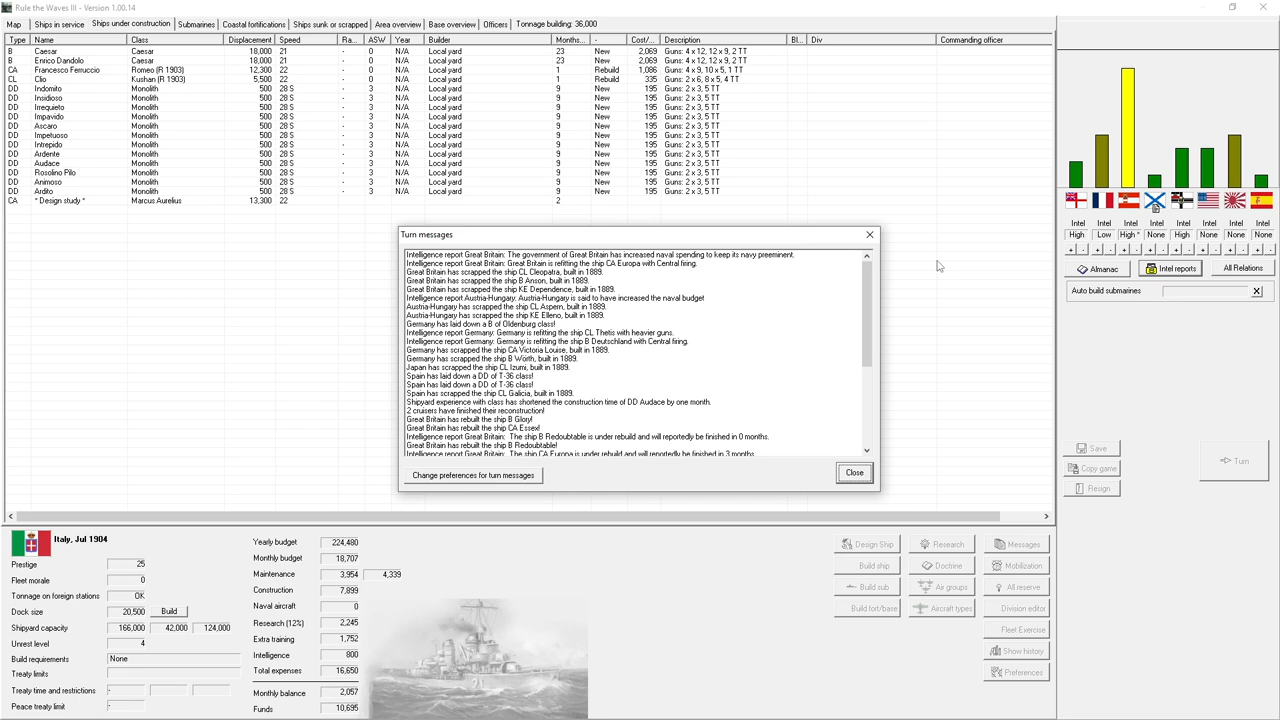 Rule the Waves III - Version 1.00.14
Map Ships in service Ships under construction Submarines Coastal fortifications Ships sunk or scrapped Area overview Base overview Officers Tonnage building: 36,000
Type Name Class Displacement Speed Ra... ASW Year Builder Months... - Cost/... Description Bl... Div Commanding officer
B Caesar Caesar 18,000 21 - 0 N/A Local yard 23 New 2,069 Guns: 4 x 12, 12 x 9, 2 TT
B Enrico Dandolo Caesar 18,000 21 - 0 N/A Local yard 23 New 2,069 Guns: 4 x 12, 12 x 9, 2 TT
CA Francesco Ferruccio Romeo (R 1903) 12,300 22 - 0 N/A Local yard 1 Rebuild 1,086 Guns: 4 x 9, 10 x 5, 1 TT
CL Clio Kushan (R 1903) 5,500 22 - 0 N/A Local yard 1 Rebuild 335 Guns: 2 x 6, 8 x 5, 4 TT
DD Indomito Monolith 500 28 S - 3 N/A Local yard 9 New 195 Guns: 2 x 3, 5 TT
DD Insidioso Monolith 500 28 S - 3 N/A Local yard 9 New 195 Guns: 2 x 3, 5 TT
DD Irrequieto Monolith 500 28 S - 3 N/A Local yard 9 New 195 Guns: 2 x 3, 5 TT
DD Impavido Monolith 500 28 S - 3 N/A Local yard 9 New 195 Guns: 2 x 3, 5 TT
DD Ascaro Monolith 500 28 S - 3 N/A Local yard 9 New 195 Guns: 2 x 3, 5 TT
DD Impetuoso Monolith 500 28 S - 3 N/A Local yard 9 New 195 Guns: 2 x 3, 5 TT
DD Intrepido Monolith 500 28 S - 3 N/A Local yard 9 New 195 Guns: 2 x 3, 5 TT
DD Ardente Monolith 500 28 S - 3 N/A Local yard 9 New 195 Guns: 2 x 3, 5 TT
DD Audace Monolith 500 28 S - 3 N/A Local yard 9 New 195 Guns: 2 x 3, 5 TT
DD Rosolino Pilo Monolith 500 28 S - 3 N/A Local yard 9 New 195 Guns: 2 x 3, 5 TT
DD Animoso Monolith 500 28 S - 3 N/A Local yard 9 New 195 Guns: 2 x 3, 5 TT
DD Ardito Monolith 500 28 S - 3 N/A Local yard 9 New 195 Guns: 2 x 3, 5 TT
CA * Design study * Marcus Aurelius 13,300 22 2
Turn messages
Intelligence report Great Britain: The government of Great Britain has increased naval spending to keep its navy preeminent.
Intelligence report Great Britain: Great Britain is refitting the ship CA Europa with Central firing.
Great Britain has scrapped the ship CL Cleopatra, built in 1889.
Great Britain has scrapped the ship B Anson, built in 1889.
Great Britain has scrapped the ship KE Dependence, built in 1889.
Intelligence report Austria-Hungary: Austria-Hungary is said to have increased the naval budget
Austria-Hungary has scrapped the ship CL Aspern, built in 1889.
Austria-Hungary has scrapped the ship KE Elleno, built in 1889.
Germany has laid down a B of Oldenburg class!
Intelligence report Germany: Germany is refitting the ship CL Thetis with heavier guns.
Intelligence report Germany: Germany is refitting the ship B Deutschland with Central firing.
Germany has scrapped the ship CA Victoria Louise, built in 1889.
Germany has scrapped the ship B Wörth, built in 1889.
Japan has scrapped the ship CL Izumi, built in 1889.
Spain has laid down a DD of T-36 class!
Spain has laid down a DD of T-36 class!
Spain has scrapped the ship CL Galicia, built in 1889.
Shipyard experience with class has shortened the construction time of DD Audace by one month.
2 cruisers have finished their reconstruction!
Great Britain has rebuilt the ship B Glory!
Great Britain has rebuilt the ship CA Essex!
Intelligence report Great Britain: The ship B Redoubtable is under rebuild and will reportedly be finished in 0 months.
Great Britain has rebuilt the ship B Redoubtable!
Intelligence report Great Britain: The ship CA Europa is under rebuild and will reportedly be finished in 3 months.
Change preferences for turn messages Close
Intel Intel Intel Intel Intel Intel Intel Intel
High Low High * None High None None None
+ - + - + - + - + - + - + - + -
Almanac Intel reports All Relations
Auto build submarines X
Save
Copy game
Resign
Turn
Italy, Jul 1904
Prestige 25
Fleet morale 0
Tonnage on foreign stations OK
Dock size 20,500 Build
Shipyard capacity 166,000 42,000 124,000
Unrest level 4
Build requirements None
Treaty limits
Treaty time and restrictions -
Peace treaty limit -
Yearly budget 224,480
Monthly budget 18,707
Maintenance 3,954 4,339
Construction 7,899
Naval aircraft 0
Research (12%) 2,245
Extra training 1,752
Intelligence 800
Total expenses 16,650
Monthly balance 2,057
Funds 10,695
Design Ship Research Messages
Build ship Doctrine Mobilization
Build sub Air groups All reserve
Build fort/base Aircraft types Division editor
Fleet Exercise
Show history
Preferences